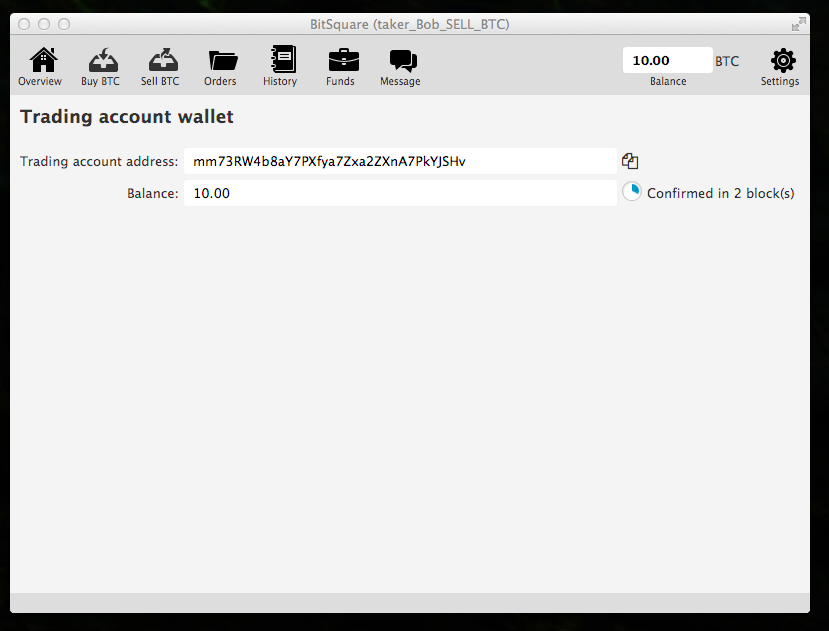 BitSquare (taker_Bob_SELL_BTC)
10.00 BTC
Overview Buy BTC Sell BTC Orders History Funds Message Balance Settings
Trading account wallet
Trading account address: mm73RW4b8aY7PXfya7Zxa2ZXnA7PkYJSHv
Balance: 10.00 Confirmed in 2 block(s)